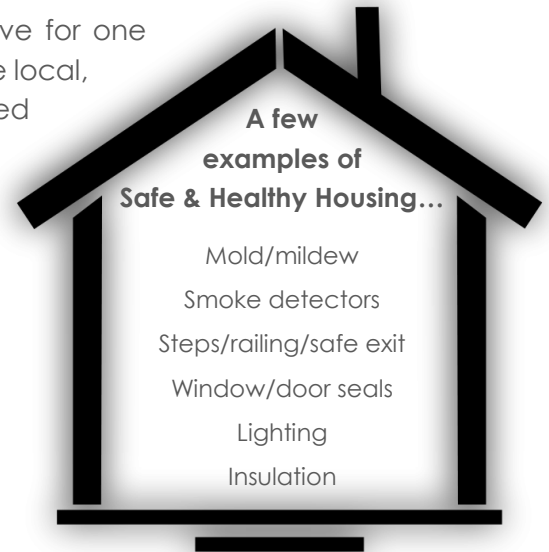 ve for one
e local,
ed
A few
examples of
Safe & Healthy Housing…
Mold/mildew
Smoke detectors
Steps/railing/safe exit
Window/door seals
Lighting
Insulation